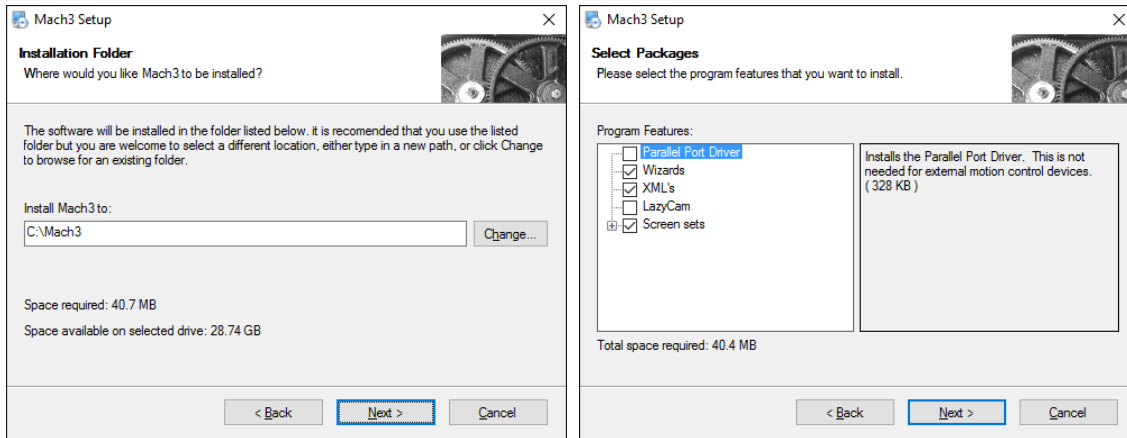 Mach3 Setup
Installation Folder
Where would you like Mach3 to be installed?
The software will be installed in the folder listed below. it is recomended that you use the listed
folder but you are welcome to select a different location, either type in a new path, or click Change
to browse for an existing folder.
Install Mach3 to:
C:\Mach3
Change...
Space required: 40.7 MB
Space available on selected drive: 28.74 GB
< Back
Next >
Cancel
Mach3 Setup
Select Packages
Please select the program features that you want to install.
Program Features:
Parallel Port Driver
Wizards
XML's
LazyCam
Screen sets
Installs the Parallel Port Driver. This is not
needed for external motion control devices.
( 328 KB )
Total space required: 40.4 MB
< Back
Next >
Cancel